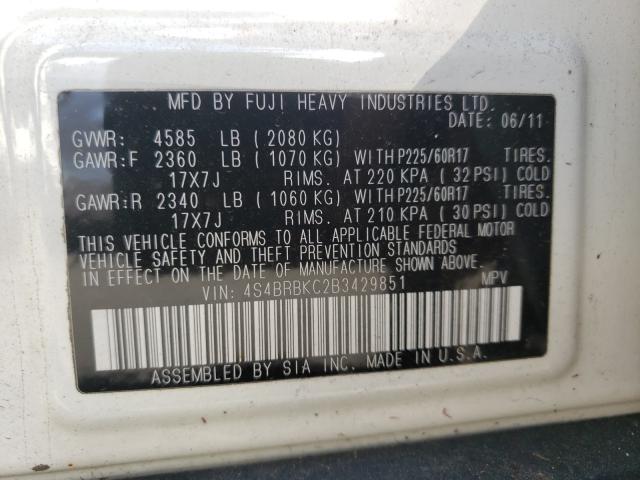 MFD BY FUJI HEAVY INDUSTRIES LTD.
DATE: 06/11
GVWR: 4585 LB (2080 KG)
GAWR:F 2360 LB (1070 KG) WITH P225/60R17 TIRES.
17X7J RIMS. AT 220 KPA (32 PSI) COLD
GAWR:R 2340 LB (1060 KG) WITH P225/60R17 TIRES.
17X7J RIMS. AT 210 KPA (30 PSI) COLD
THIS VEHICLE CONFORMS TO ALL APPLICABLE FEDERAL MOTOR
VEHICLE SAFETY AND THEFT PREVENTION STANDARDS
IN EFFECT ON THE DATE OF MANUFACTURE SHOWN ABOVE.
VIN: 4S4BRBKC2B3429851 MPV
ASSEMBLED BY SIA INC. MADE IN U.S.A.